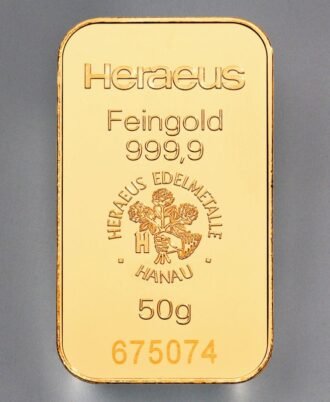 Heraeus
Feingold
999,9
HERAEUS EDELMETALLE
H
· HANAU ·
50g
675074